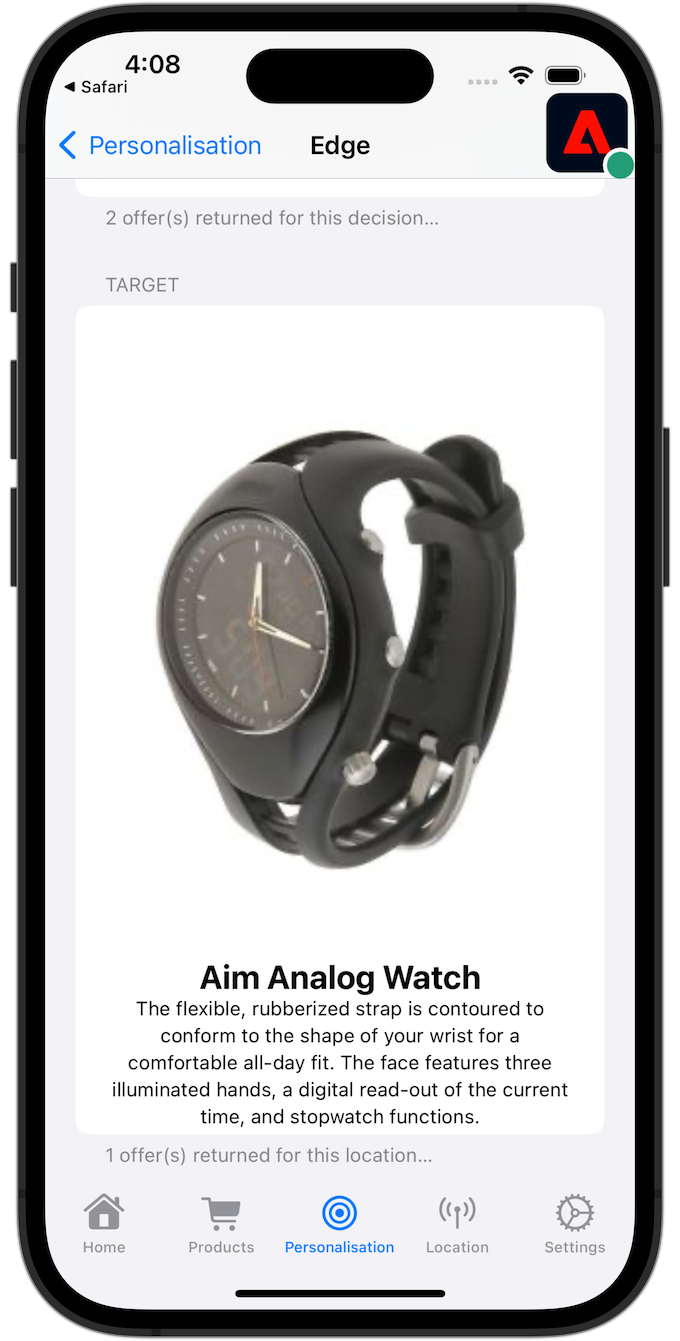 4:08
◀ Safari
Personalisation
Edge
2 offer(s) returned for this decision...
TARGET
Aim Analog Watch
The flexible, rubberized strap is contoured to
conform to the shape of your wrist for a
comfortable all-day fit. The face features three
illuminated hands, a digital read-out of the current
time, and stopwatch functions.
1 offer(s) returned for this location...
Home
Products
Personalisation
Location
Settings